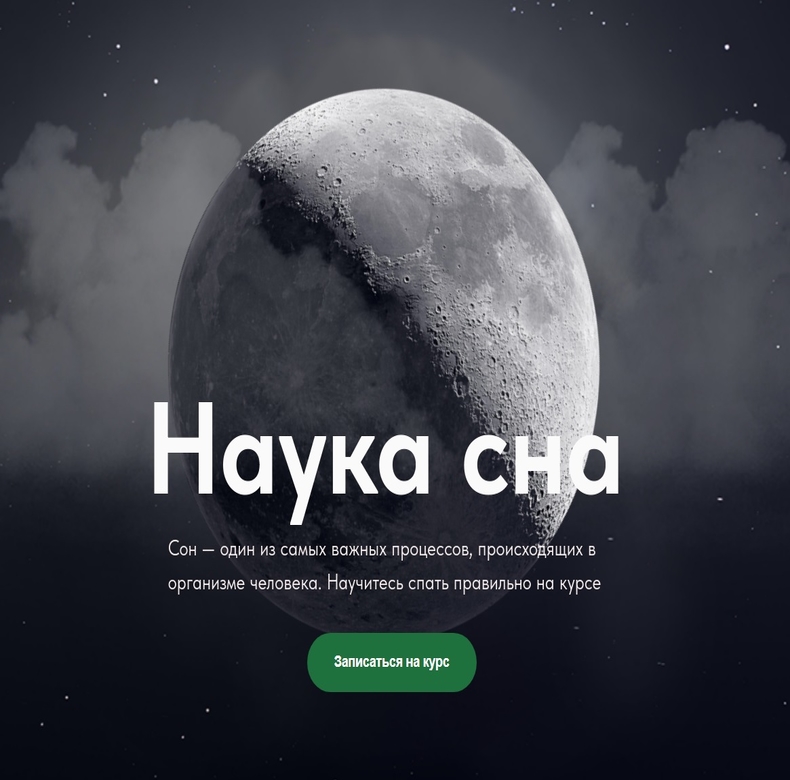 Наука сна
Сон — один из самых важных процессов, происходящих в
организме человека. Научитесь спать правильно на курсе
Записаться на курс